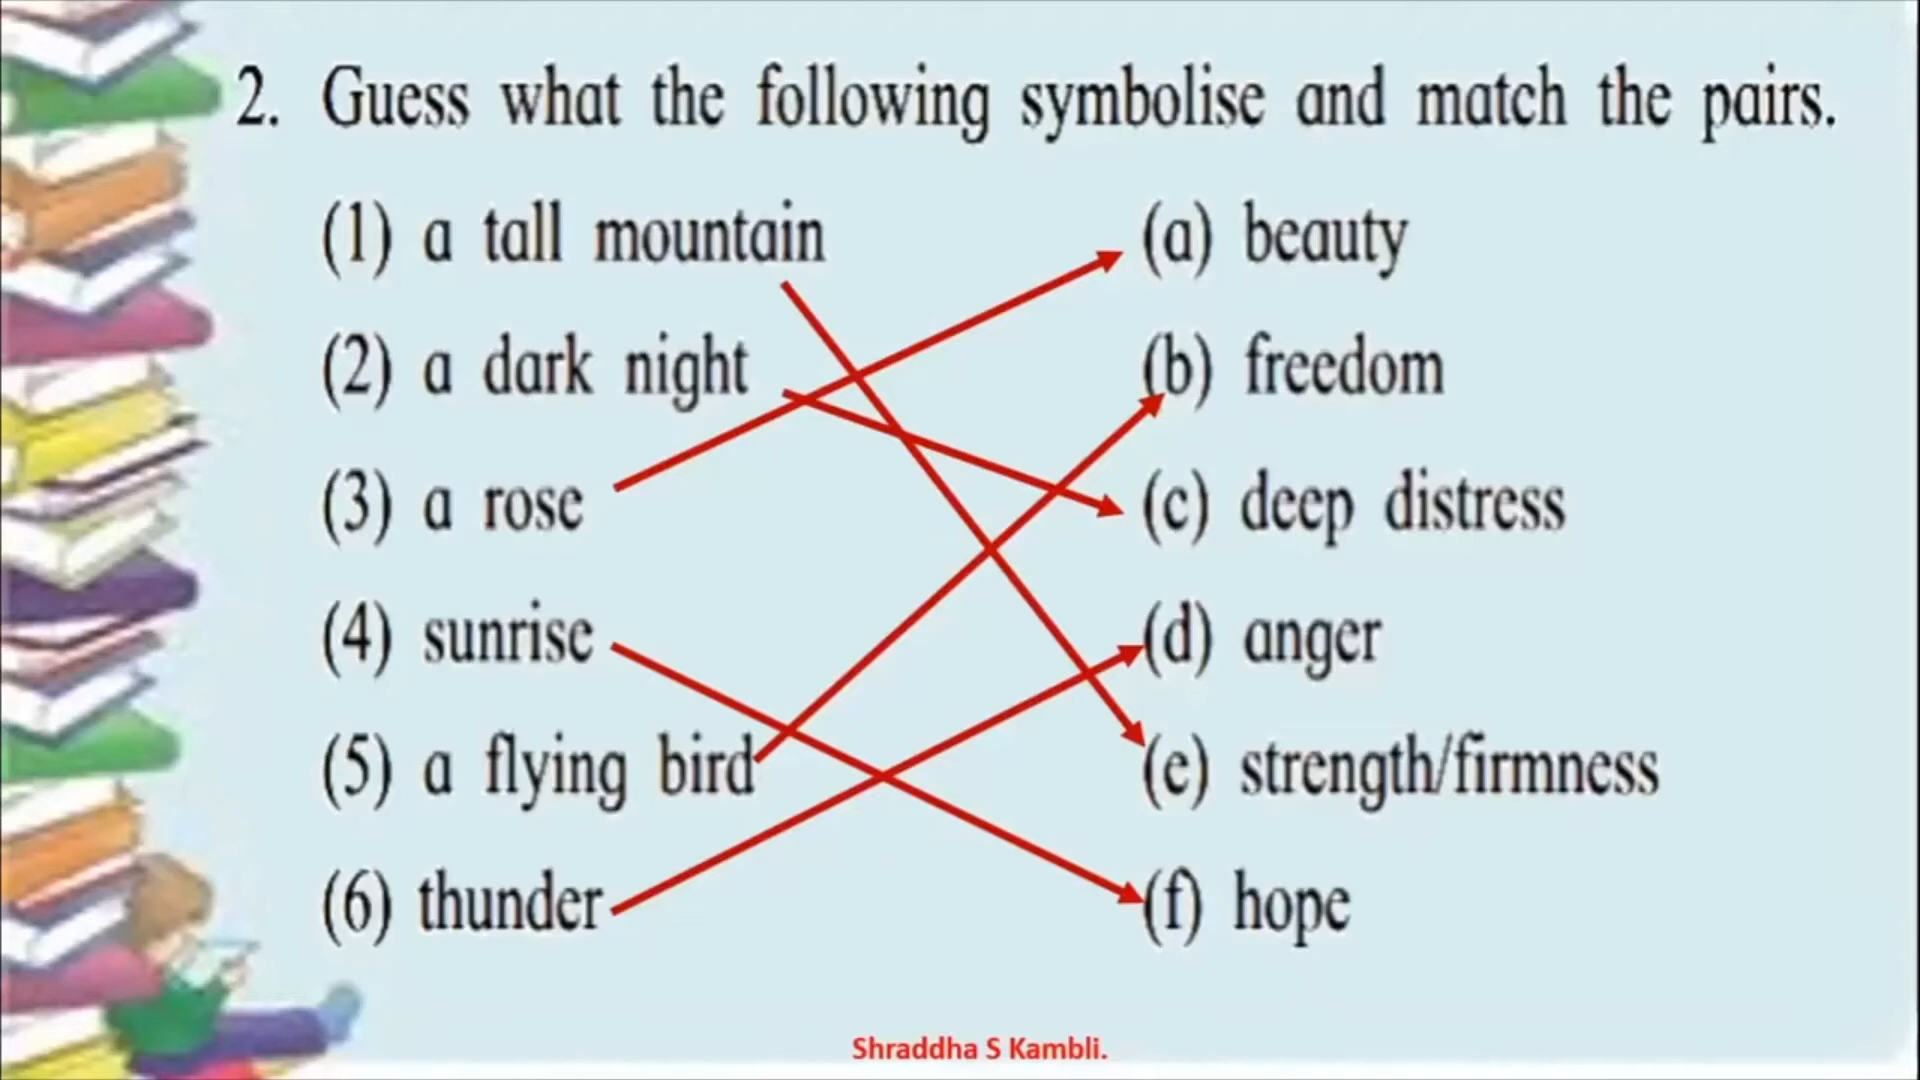 2. Guess what the following symbolise and match the pairs.
(1) a tall mountain (a) beauty
(2) a dark night (b) freedom
(3) a rose (c) deep distress
(4) sunrise (d) anger
(5) a flying bird (e) strength/firmness
(6) thunder (f) hope
Shraddha S Kambli.